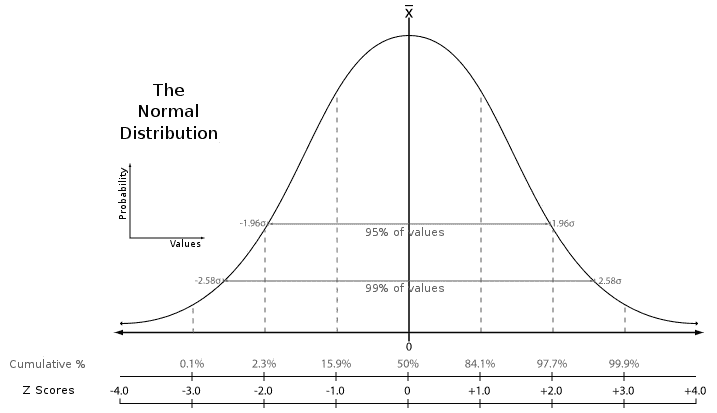 X̅
The
Normal
Distribution
Probability
Values
-1.96σ
1.96σ
95% of values
-2.58σ
2.58σ
99% of values
0
Cumulative % 0.1% 2.3% 15.9% 50% 84.1% 97.7% 99.9%
Z Scores -4.0 -3.0 -2.0 -1.0 0 +1.0 +2.0 +3.0 +4.0